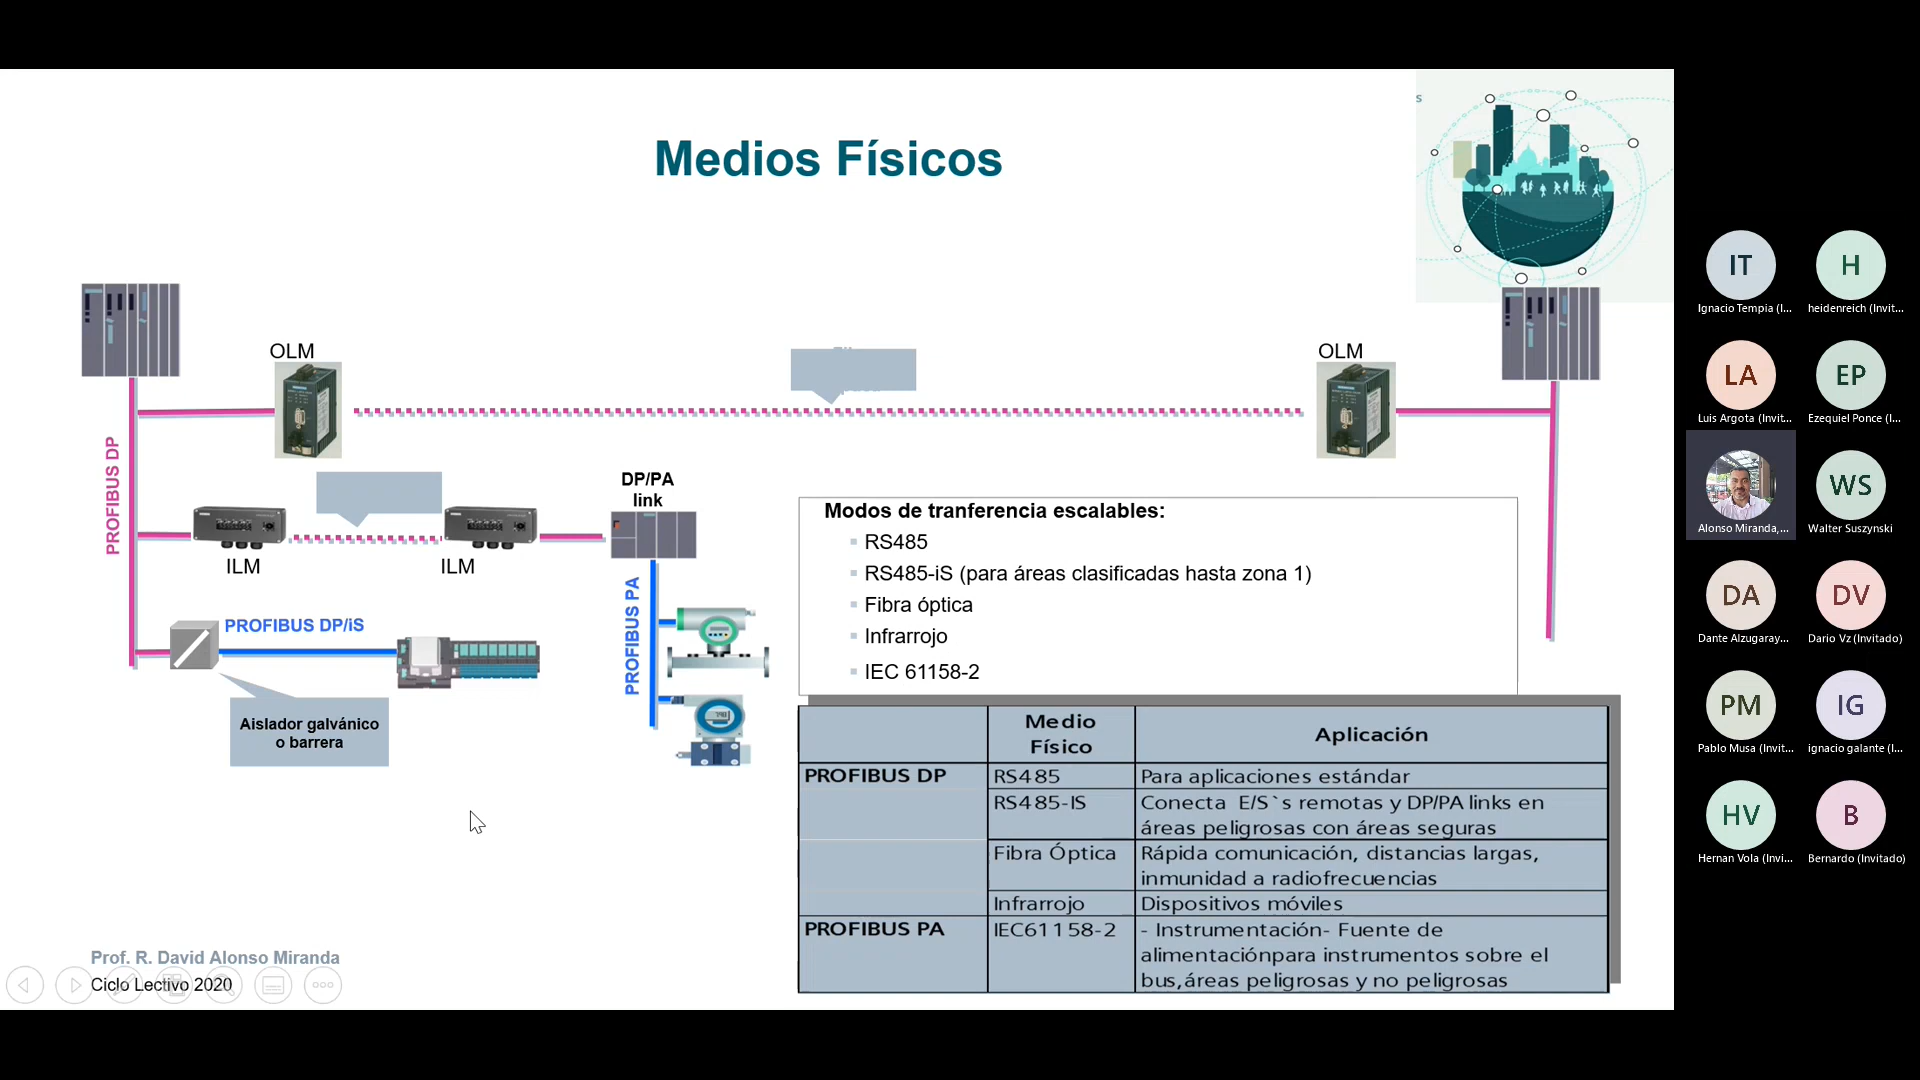 s
Medios Físicos
OLM
OLM
PROFIBUS DP
DP/PA
link
ILM
ILM
PROFIBUS DP/iS
PROFIBUS PA
Aislador galvánico
o barrera
Modos de tranferencia escalables:
RS485
RS485-iS (para áreas clasificadas hasta zona 1)
Fibra óptica
Infrarrojo
IEC 61158-2
Medio
Físico
Aplicación
PROFIBUS DP
RS485
Para aplicaciones estándar
RS485-IS
Conecta E/S`s remotas y DP/PA links en
áreas peligrosas con áreas seguras
Fibra Óptica
Rápida comunicación, distancias largas,
inmunidad a radiofrecuencias
Infrarrojo
Dispositivos móviles
PROFIBUS PA
IEC61158-2
- Instrumentación- Fuente de
alimentaciónpara instrumentos sobre el
bus,áreas peligrosas y no peligrosas
Prof. R. David Alonso Miranda
Ciclo Lectivo 2020
IT
Ignacio Tempia (I...
H
heidenreich (Invit...
LA
Luis Argota (Invit...
EP
Ezequiel Ponce (I...
Alonso Miranda,...
WS
Walter Suszynski
DA
Dante Alzugaray...
DV
Dario Vz (Invitado)
PM
Pablo Musa (Invit...
IG
ignacio galante (I...
HV
Hernan Vola (Invi...
B
Bernardo (Invitado)